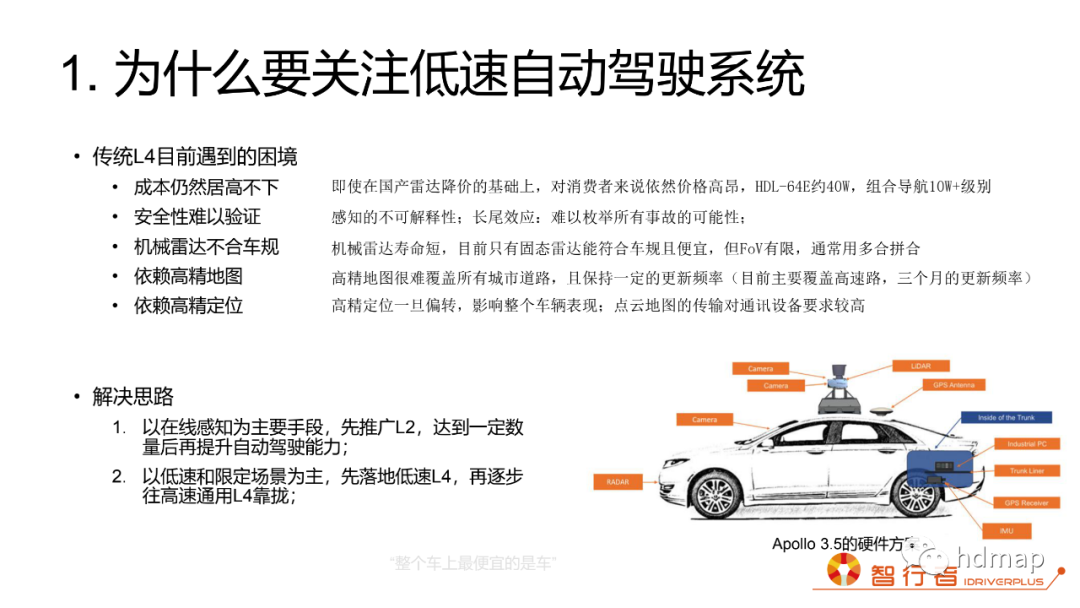 1. 为什么要关注低速自动驾驶系统
• 传统L4目前遇到的困境
• 成本仍然居高不下 即使在国产雷达降价的基础上，对消费者来说依然价格高昂，HDL-64E约40W，组合导航10W+级别
• 安全性难以验证 感知的不可解释性；长尾效应：难以枚举所有事故的可能性；
• 机械雷达不合车规 机械雷达寿命短，目前只有固态雷达能符合车规且便宜，但FoV有限，通常用多合拼合
• 依赖高精地图 高精地图很难覆盖所有城市道路，且保持一定的更新频率（目前主要覆盖高速路，三个月的更新频率）
• 依赖高精定位 高精定位一旦偏转，影响整个车辆表现；点云地图的传输对通讯设备要求较高
• 解决思路
1. 以在线感知为主要手段，先推广L2，达到一定数
量后再提升自动驾驶能力；
2. 以低速和限定场景为主，先落地低速L4，再逐步
往高速通用L4靠拢；
Camera
LiDAR
Camera
GPS Antenna
Camera
Inside of the Trunk
Industrial PC
Trunk Liner
RADAR
GPS Receiver
IMU
Apollo 3.5的硬件方案
“整个车上最便宜的是车”
hdmap
智行者 IDRIVERPLUS